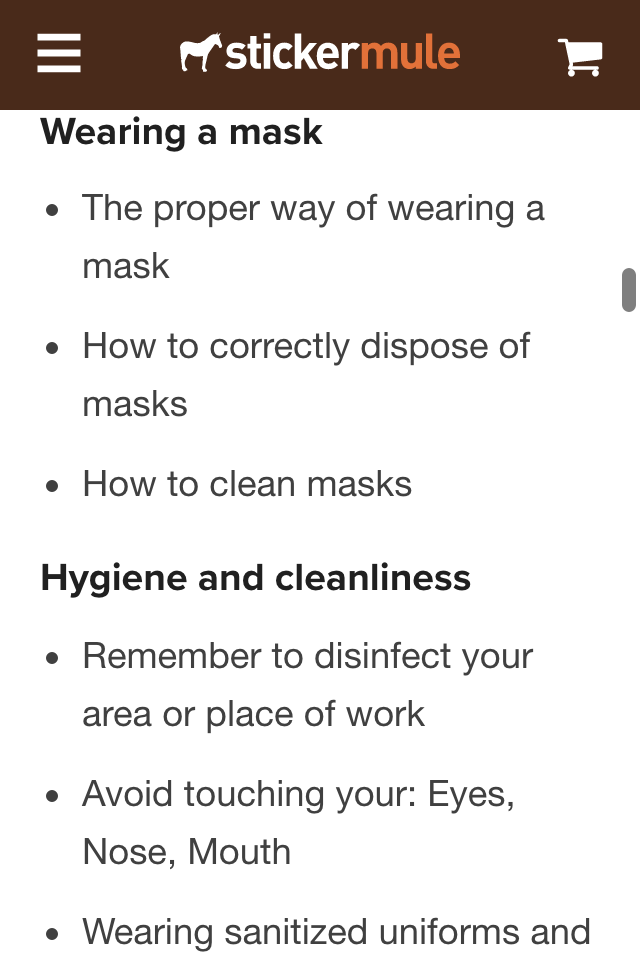 stickermule
Wearing a mask
The proper way of wearing a
mask
How to correctly dispose of
masks
How to clean masks
Hygiene and cleanliness
Remember to disinfect your
area or place of work
Avoid touching your: Eyes,
Nose, Mouth
Wearing sanitized uniforms and